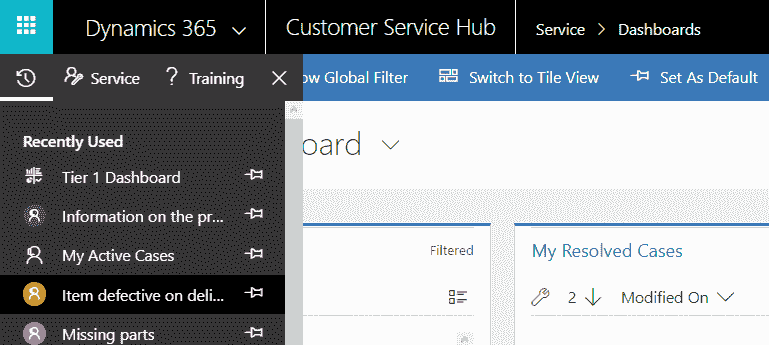 Dynamics 365 Customer Service Hub Service > Dashboards
Service ? Training
ow Global Filter Switch to Tile View Set As Default
Recently Used
oard
Tier 1 Dashboard
Information on the pr...
My Active Cases
Item defective on deli...
Missing parts
Filtered
My Resolved Cases
2 ↓ Modified On